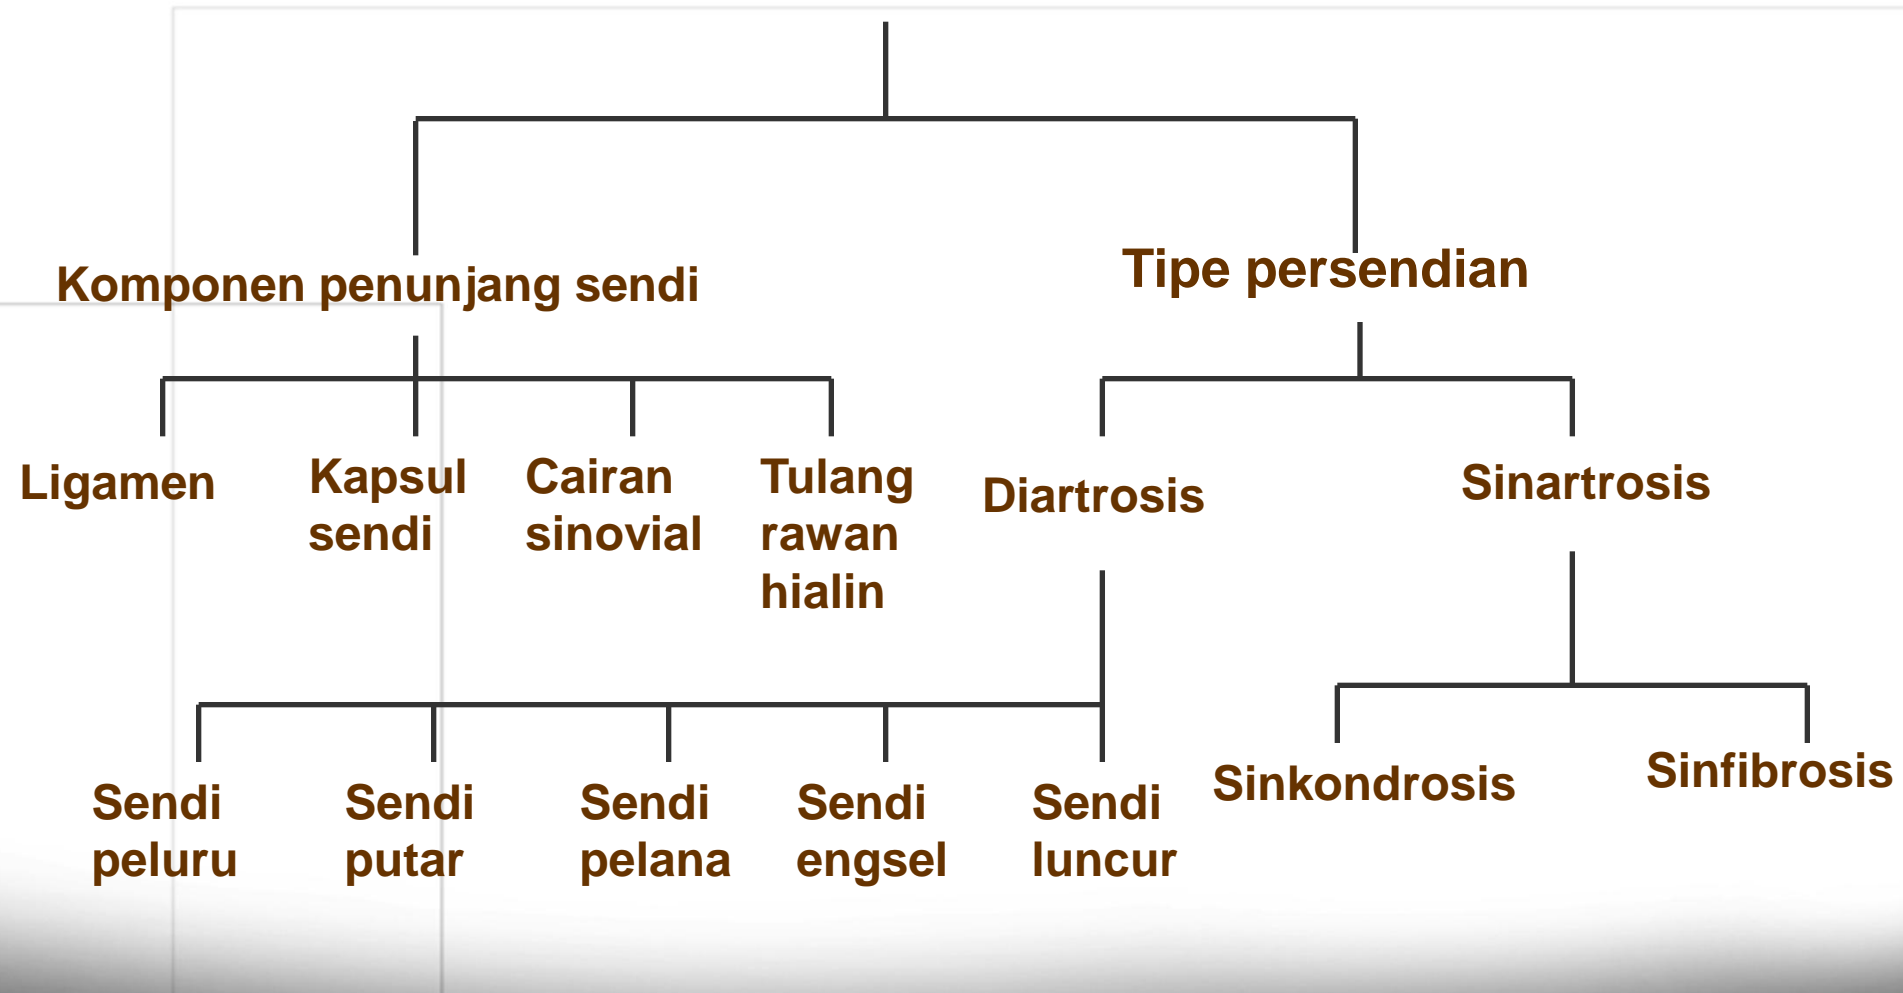 Komponen penunjang sendi
Tipe persendian
Ligamen
Kapsul
sendi
Cairan
sinovial
Tulang
rawan
hialin
Diartrosis
Sinartrosis
Sendi
peluru
Sendi
putar
Sendi
pelana
Sendi
engsel
Sendi
luncur
Sinkondrosis
Sinfibrosis